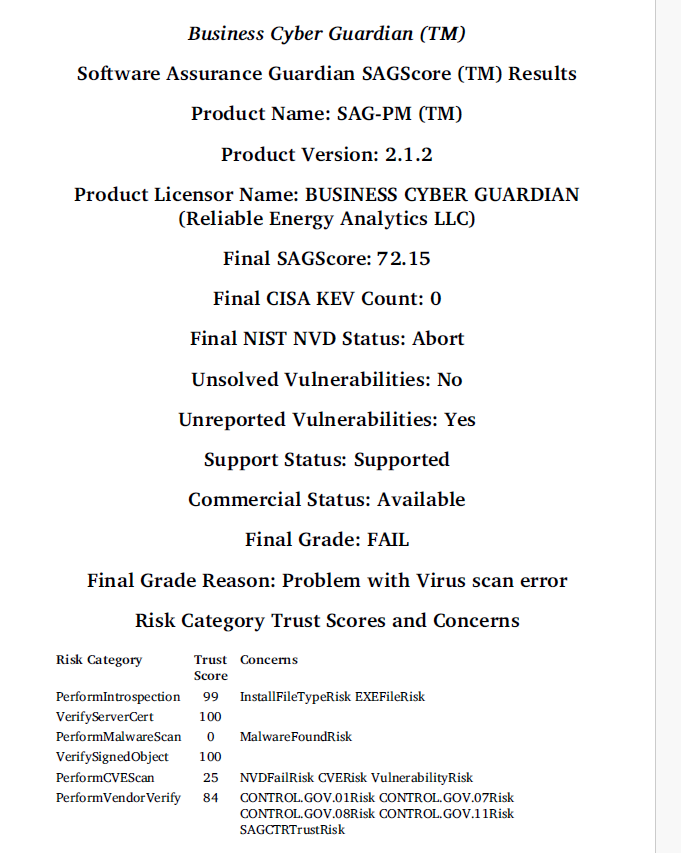 Business Cyber Guardian (TM)
Software Assurance Guardian SAGScore (TM) Results
Product Name: SAG-PM (TM)
Product Version: 2.1.2
Product Licensor Name: BUSINESS CYBER GUARDIAN
(Reliable Energy Analytics LLC)
Final SAGScore: 72.15
Final CISA KEV Count: 0
Final NIST NVD Status: Abort
Unsolved Vulnerabilities: No
Unreported Vulnerabilities: Yes
Support Status: Supported
Commercial Status: Available
Final Grade: FAIL
Final Grade Reason: Problem with Virus scan error
Risk Category Trust Scores and Concerns
Risk Category Trust Concerns
Score
PerformIntrospection 99 InstallFileTypeRisk EXEFileRisk
VerifyServerCert 100
PerformMalwareScan 0 MalwareFoundRisk
VerifySignedObject 100
PerformCVEScan 25 NVDFailRisk CVERisk VulnerabilityRisk
PerformVendorVerify 84 CONTROL.GOV.01Risk CONTROL.GOV.07Risk
CONTROL.GOV.08Risk CONTROL.GOV.11Risk
SAGCTRTrustRisk